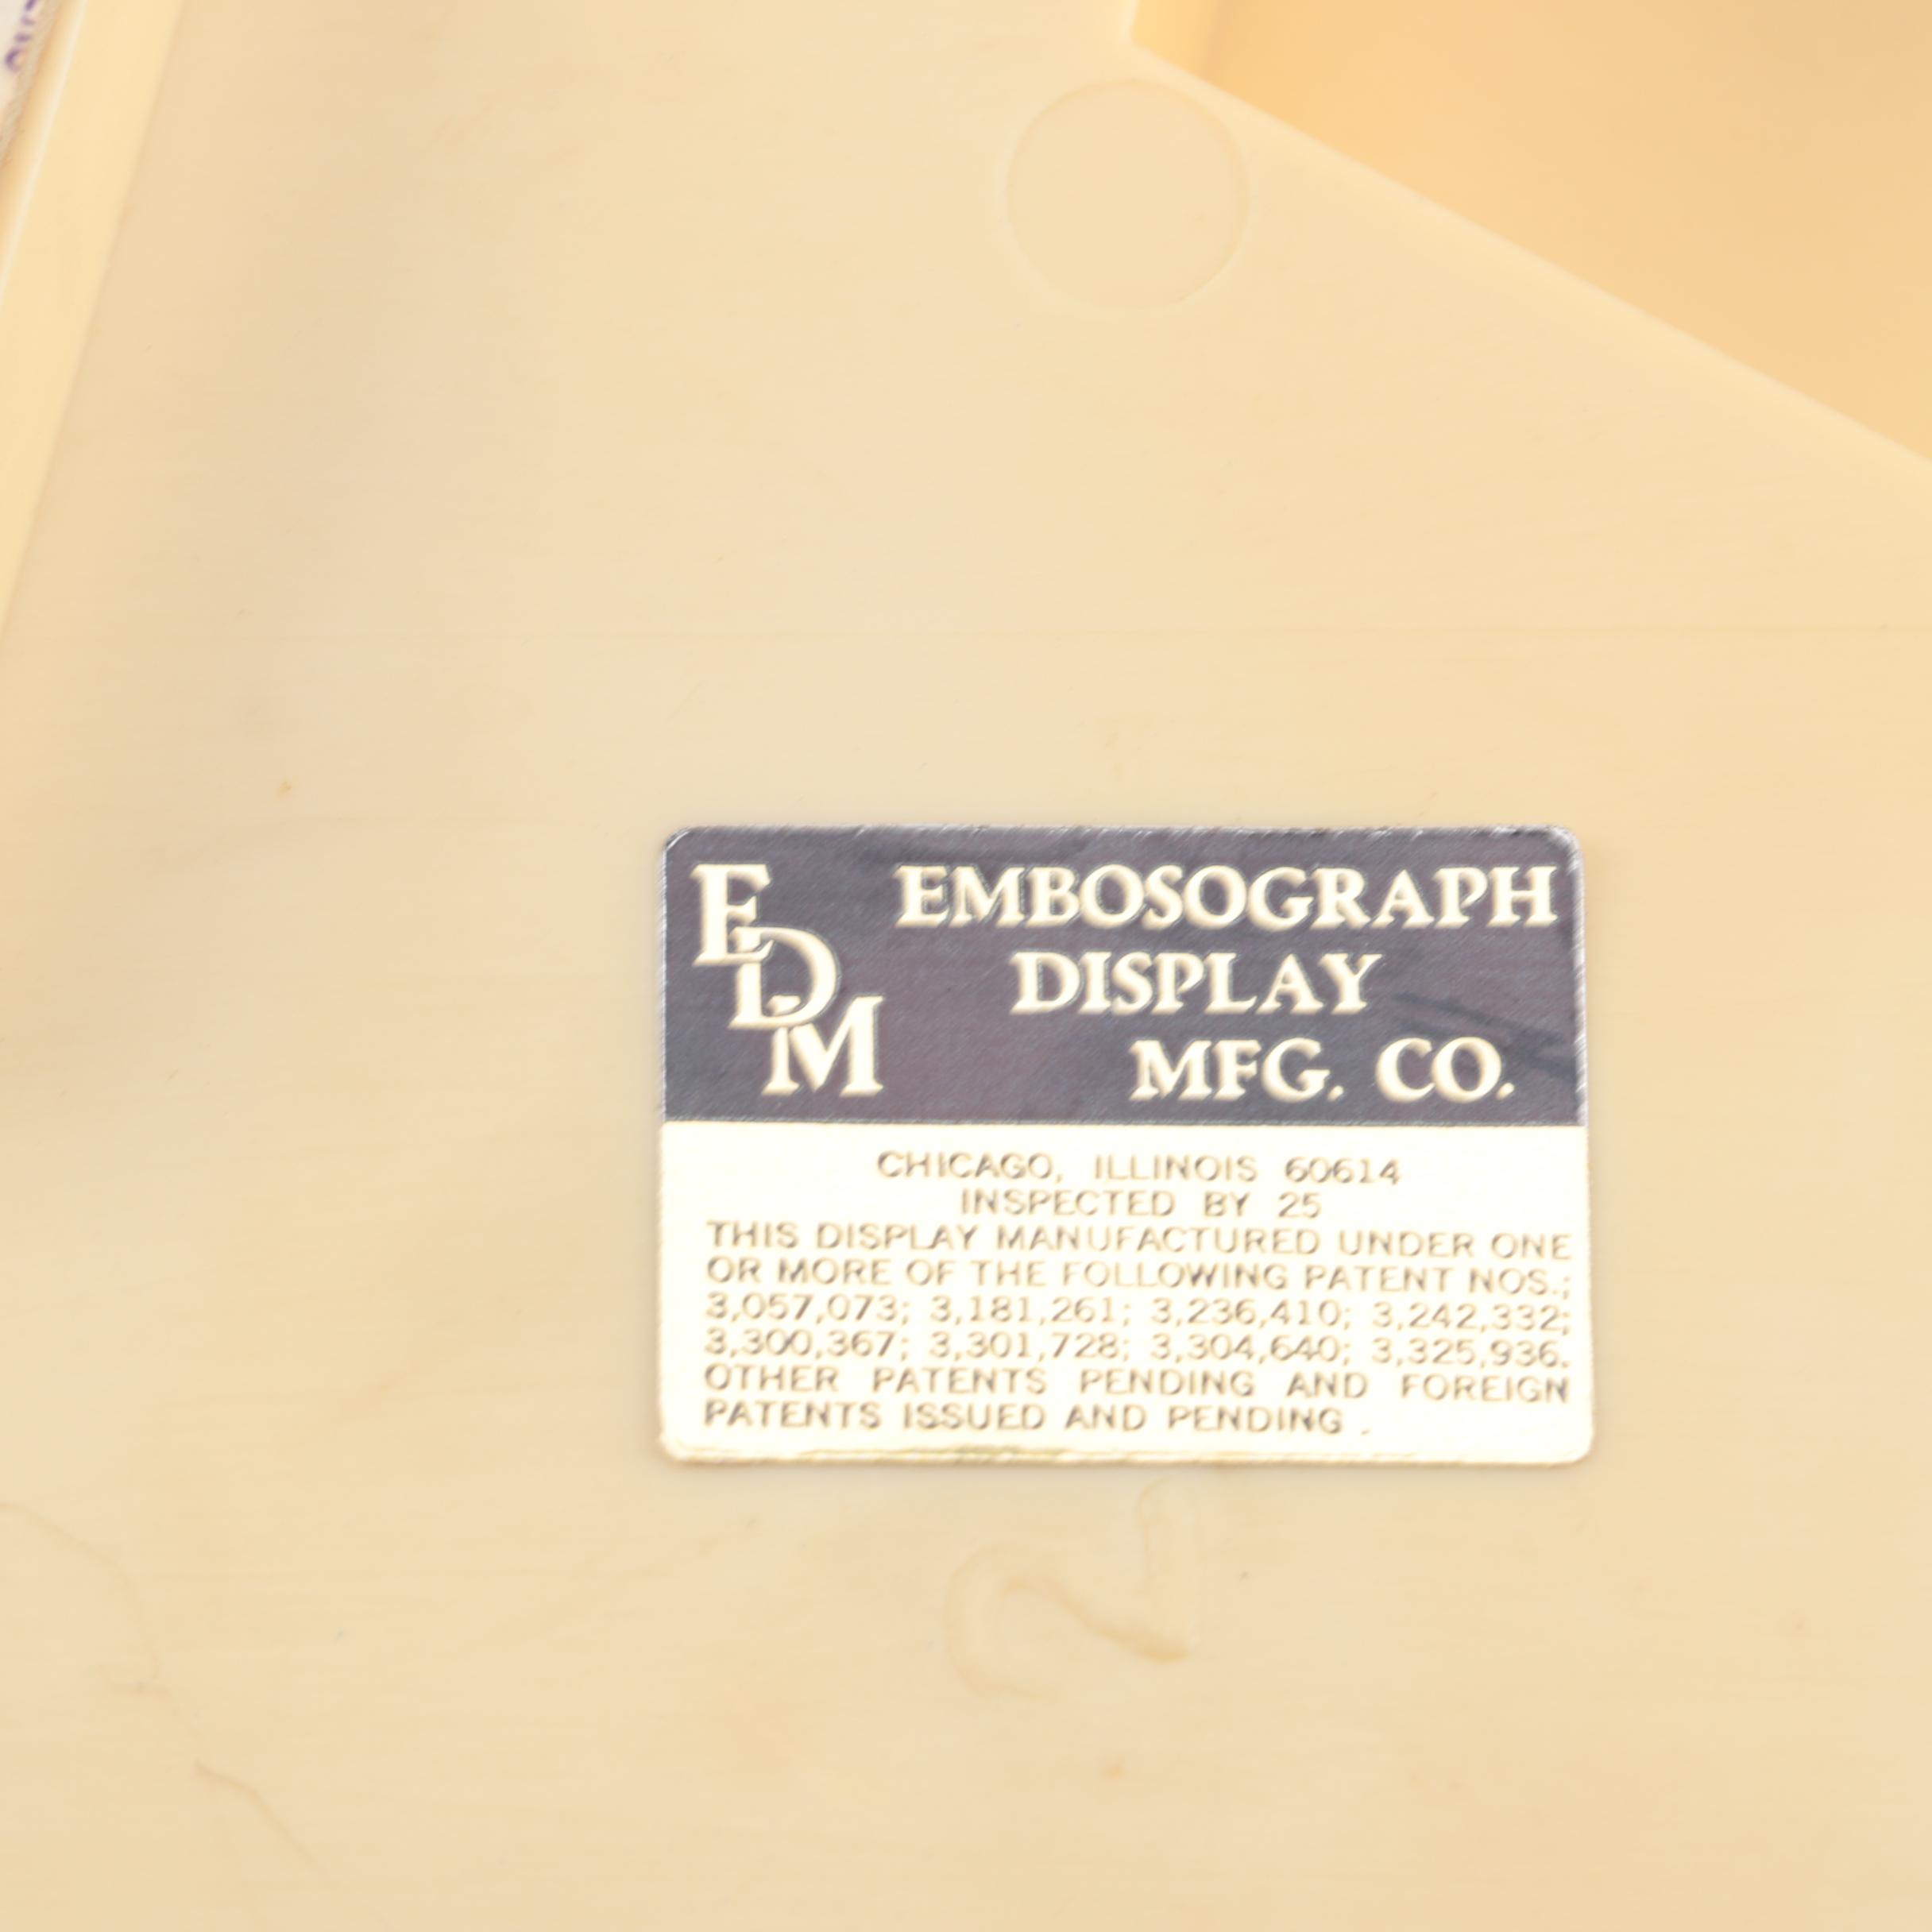 EDM
EMBOSOGRAPH
DISPLAY
MFG. CO.
CHICAGO, ILLINOIS 60614
INSPECTED BY 25
THIS DISPLAY MANUFACTURED UNDER ONE
OR MORE OF THE FOLLOWING PATENT NOS.;
3,057,073; 3,181,261; 3,236,410; 3,242,332;
3,300,367; 3,301,728; 3,304,640; 3,325,936.
OTHER PATENTS PENDING AND FOREIGN
PATENTS ISSUED AND PENDING .
2